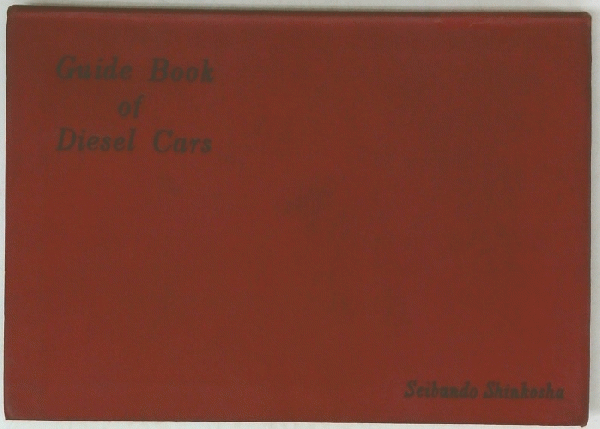 Guide Book
of
Diesel Cars
Seibundo Shinkosha